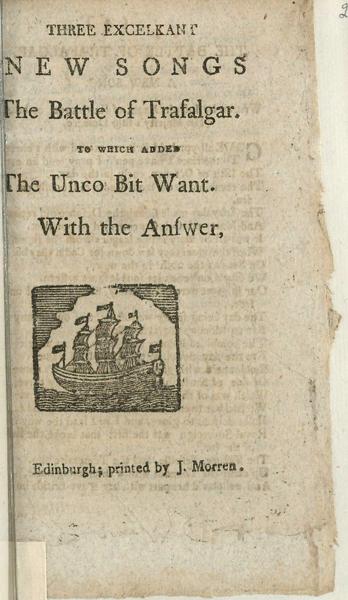 THREE EXCELKANT
NEW SONGS
The Battle of Trafalgar.
TO WHICH ADDED
The Unco Bit Want.
With the Anſwer,
Edinburgh; printed by J. Morren.
2